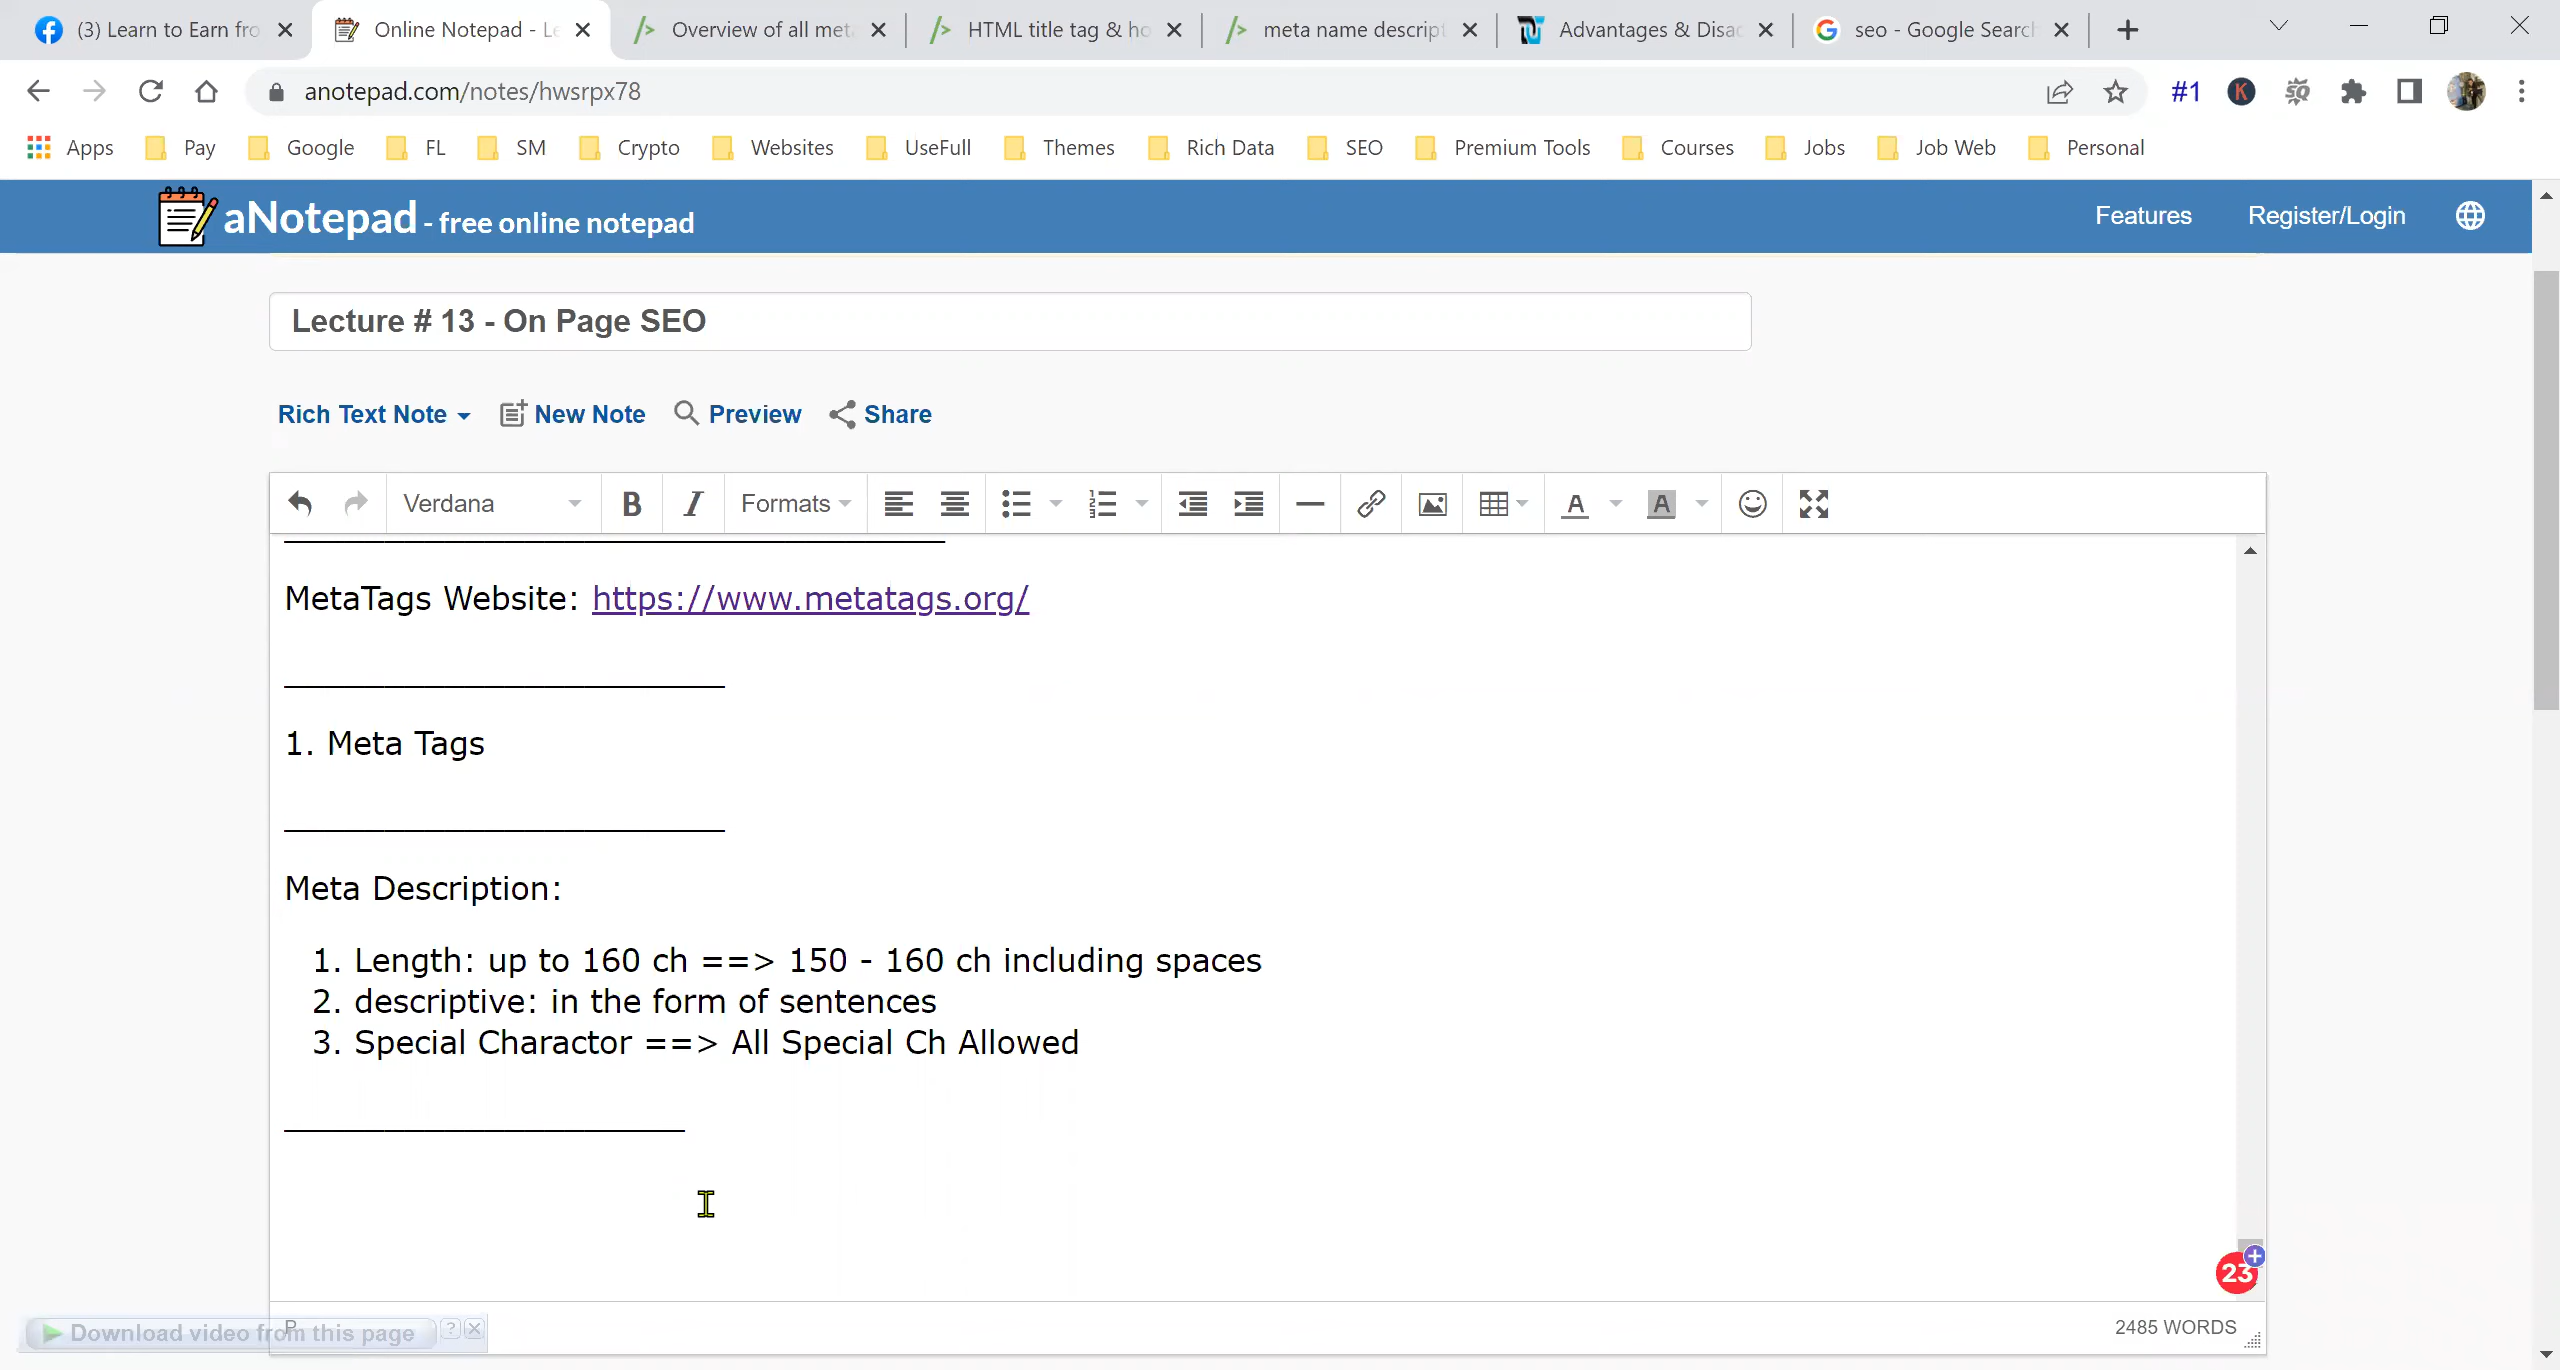 (3) Learn to Earn fro
Online Notepad - Le
Overview of all met
HTML title tag & ho
meta name descript
Advantages & Disac
seo - Google Search
anotepad.com/notes/hwsrpx78
#1
K
SQ
Apps
Pay
Google
FL
SM
Crypto
Websites
UseFull
Themes
Rich Data
SEO
Premium Tools
Courses
Jobs
Job Web
Personal
aNotepad - free online notepad
Features
Register/Login
Lecture # 13 - On Page SEO
Rich Text Note
New Note
Preview
Share
Verdana
B
I
Formats
A
A
MetaTags Website: https://www.metatags.org/
1. Meta Tags
Meta Description:
1. Length: up to 160 ch ==> 150 - 160 ch including spaces
2. descriptive: in the form of sentences
3. Special Charactor ==> All Special Ch Allowed
23
P
Download video from this page
?
2485 WORDS